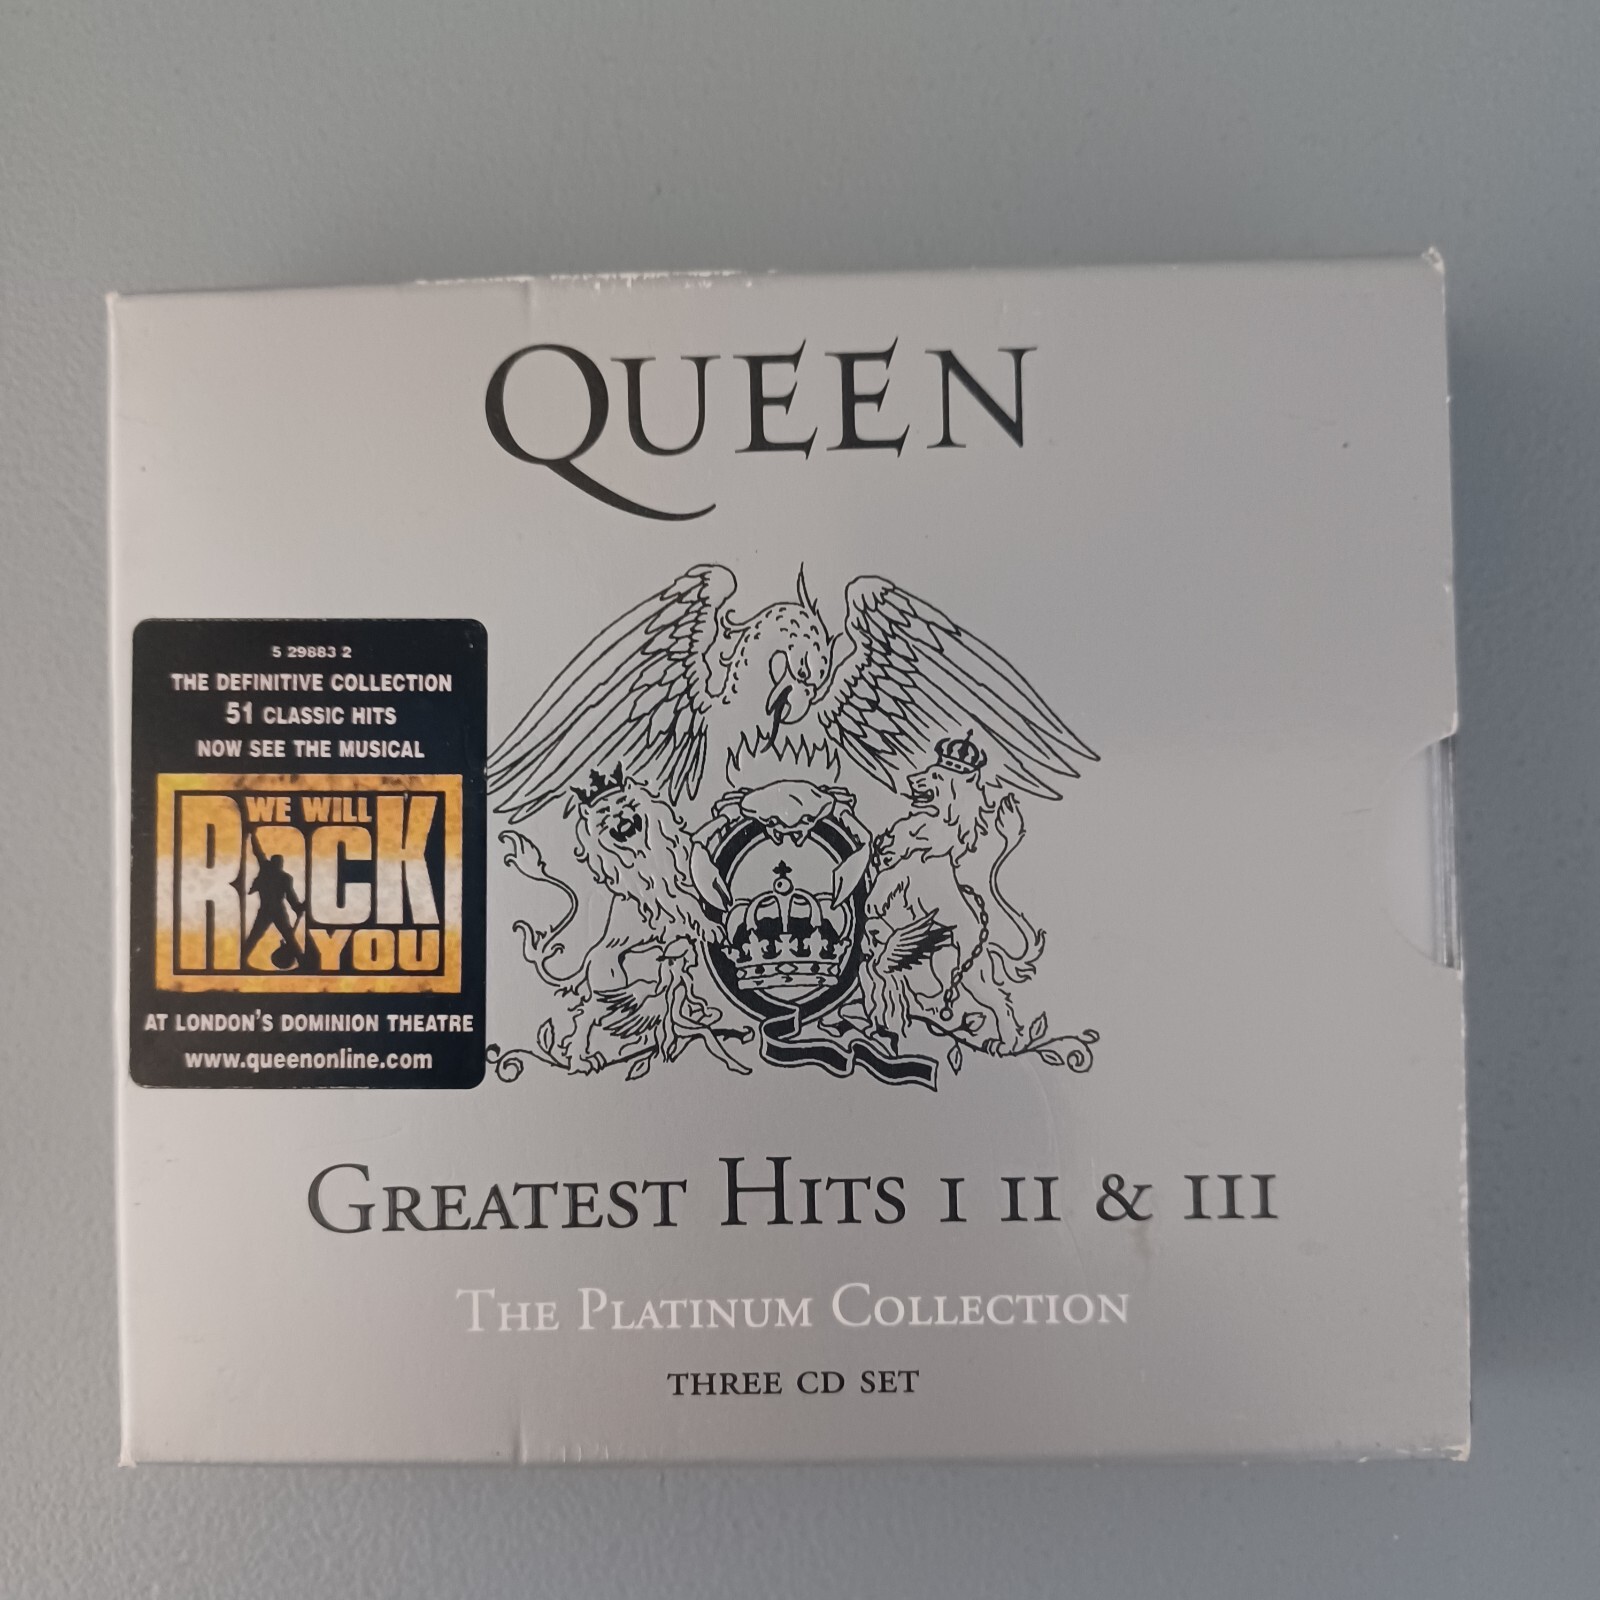 QUEEN
5 29883 2
THE DEFINITIVE COLLECTION
51 CLASSIC HITS
NOW SEE THE MUSICAL
WE WILL
ROCK
YOU
AT LONDON'S DOMINION THEATRE
www.queenonline.com
GREATEST HITS I II & III
THE PLATINUM COLLECTION
THREE CD SET